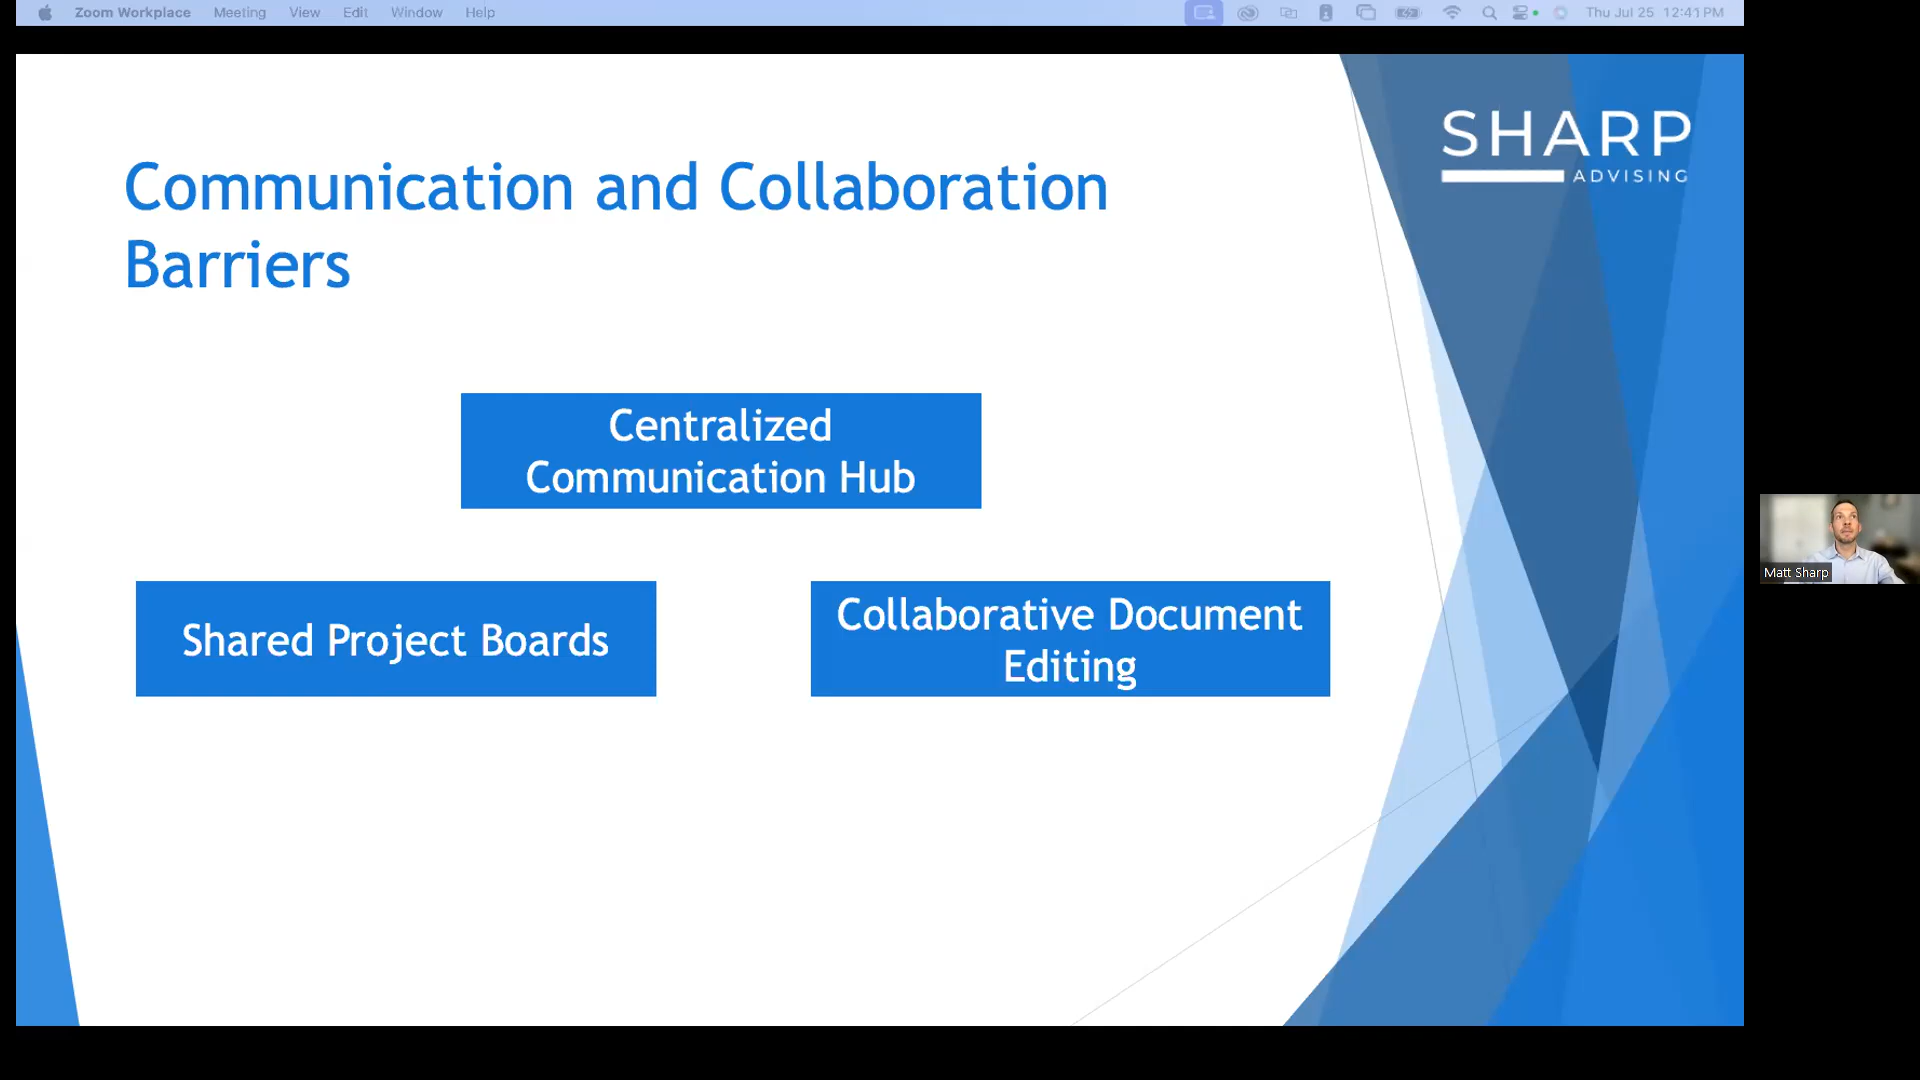 Zoom Workplace Meeting View Edit Window Help Thu Jul 25 12:41 PM
SHARP
ADVISING
Communication and Collaboration
Barriers
Centralized
Communication Hub
Shared Project Boards
Collaborative Document
Editing
Matt Sharp